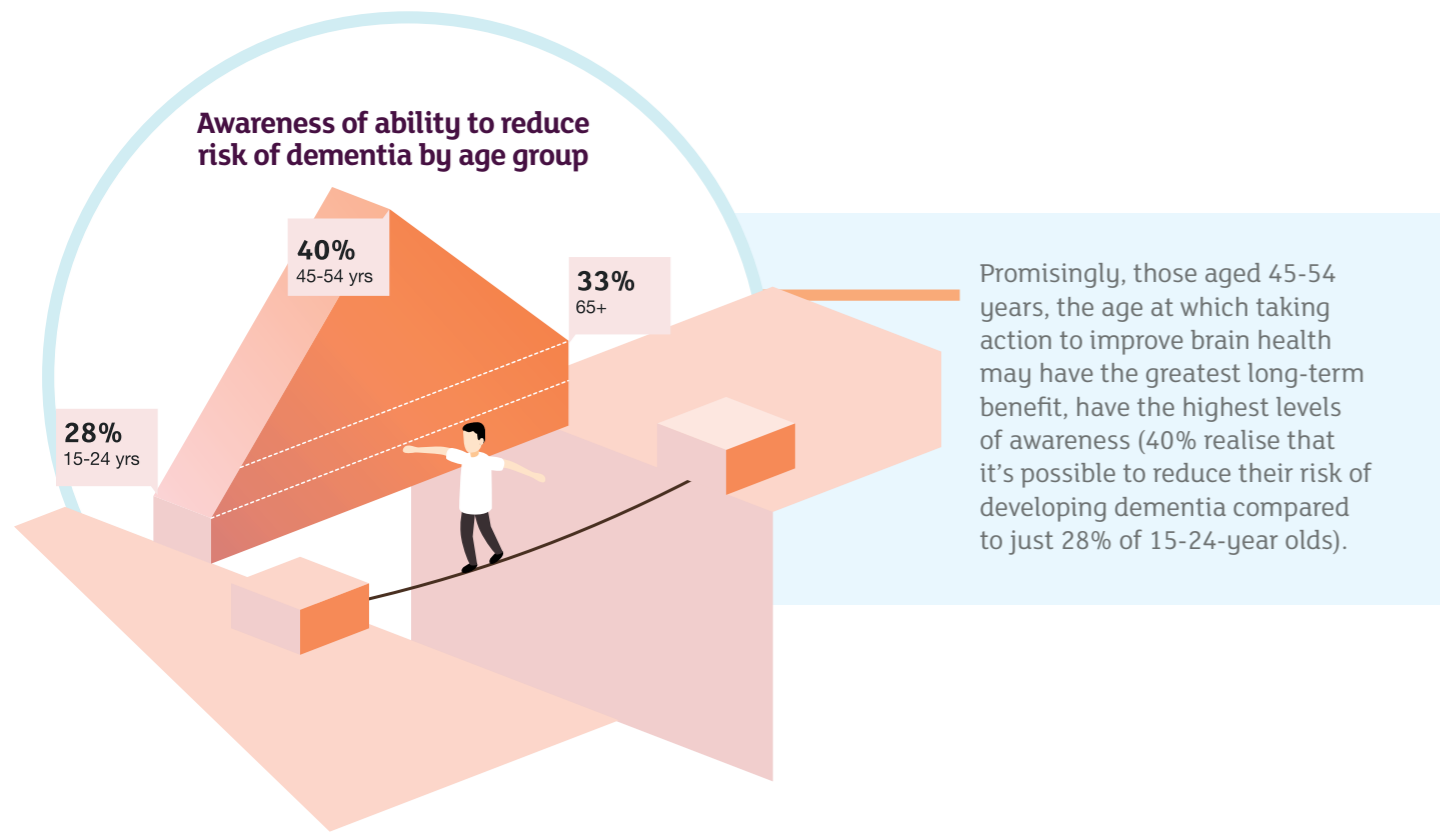 Awareness of ability to reduce
risk of dementia by age group
40%
45-54 yrs
33%
65+
28%
15-24 yrs
Promisingly, those aged 45-54
years, the age at which taking
action to improve brain health
may have the greatest long-term
benefit, have the highest levels
of awareness (40% realise that
it's possible to reduce their risk of
developing dementia compared
to just 28% of 15-24-year olds).